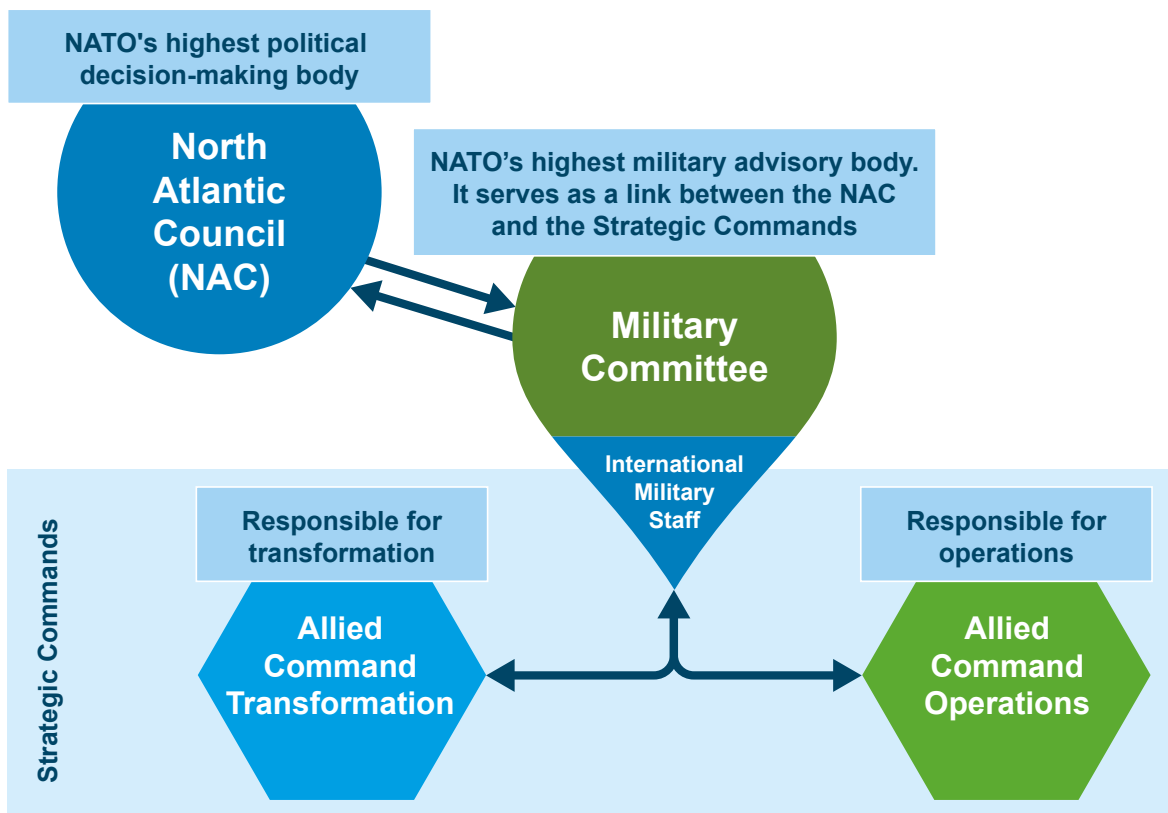 NATO's highest political
decision-making body
North
Atlantic
Council
(NAC)
NATO’s highest military advisory body.
It serves as a link between the NAC
and the Strategic Commands
Military
Committee
International
Military
Staff
Strategic Commands
Responsible for
transformation
Allied
Command
Transformation
Responsible for
operations
Allied
Command
Operations